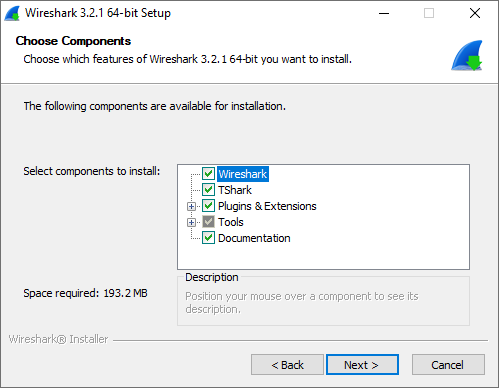 Wireshark 3.2.1 64-bit Setup
Choose Components
Choose which features of Wireshark 3.2.1 64-bit you want to install.
The following components are available for installation.
Select components to install:
Wireshark
TShark
Plugins & Extensions
Tools
Documentation
Space required: 193.2 MB
Description
Position your mouse over a component to see its
description.
Wireshark® Installer
< Back
Next >
Cancel